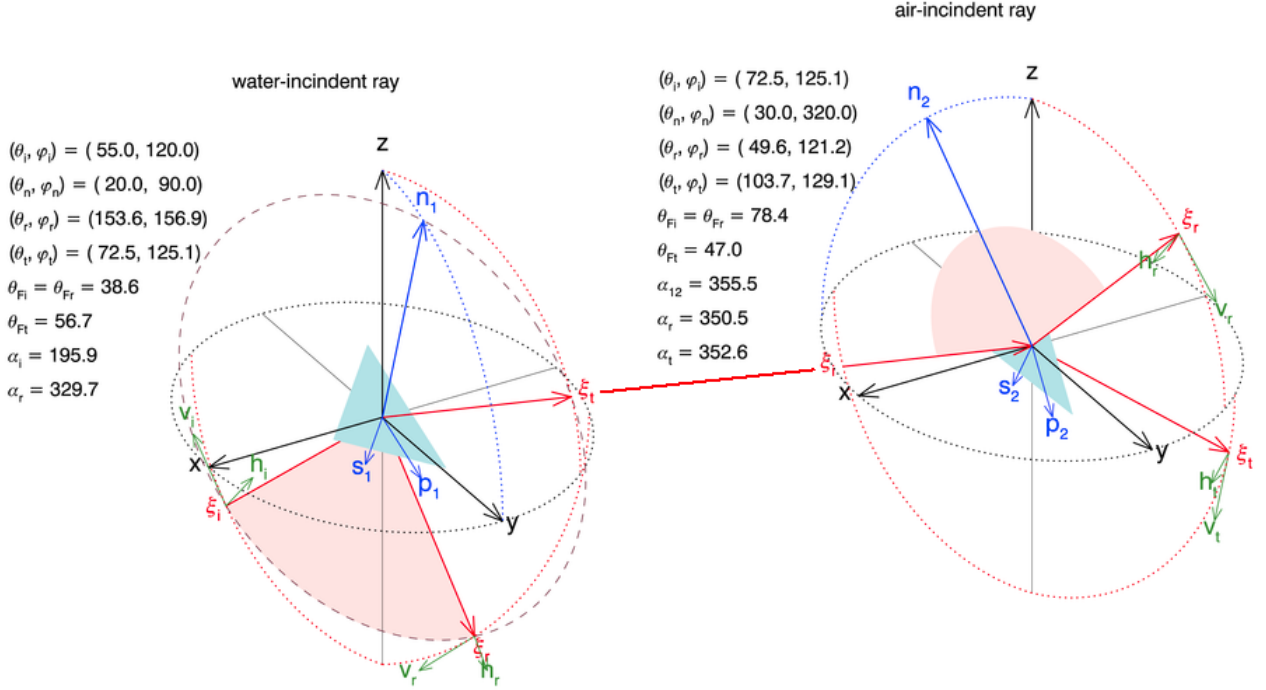 air-incindent ray
water-incindent ray
(θi, φi) = ( 55.0, 120.0)
(θn, φn) = ( 20.0,  90.0)
(θr, φr) = (153.6, 156.9)
(θt, φt) = ( 72.5, 125.1)
θFi = θFr = 38.6
θFt = 56.7
αi = 195.9
αr = 329.7
z
n1
ξt
vi
x
hi
s1
p1
ξi
y
ξr
vr
hr
(θi, φi) = ( 72.5, 125.1)
(θn, φn) = ( 30.0, 320.0)
(θr, φr) = ( 49.6, 121.2)
(θt, φt) = (103.7, 129.1)
θFi = θFr = 78.4
θFt = 47.0
α12 = 355.5
αr = 350.5
αt = 352.6
z
n2
ξr
hr
vr
ξi
x
s2
p2
y
ξt
ht
vt